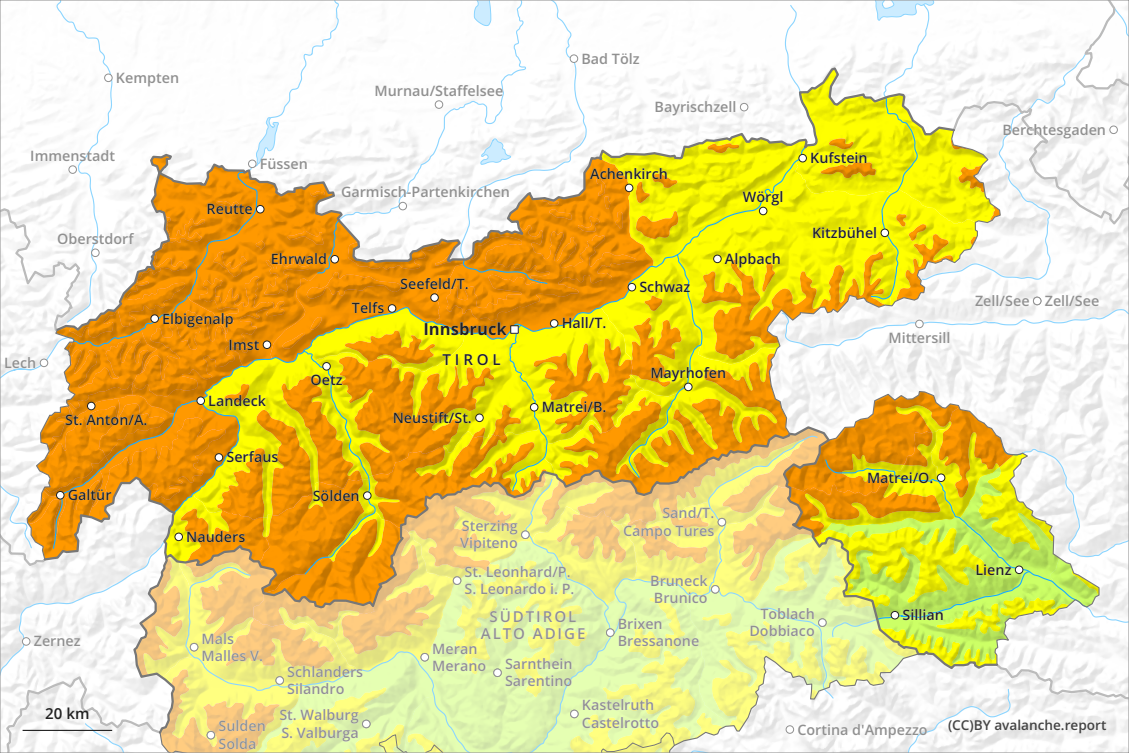 Kempten
Bad Tölz
Murnau/Staffelsee
Bayrischzell
Berchtesgaden
Immenstadt
Füssen
Kufstein
Achenkirch
Garmisch-Partenkirchen
Wörgl
Reutte
Kitzbühel
Oberstdorf
Ehrwald
Alpbach
Seefeld/T.
Schwaz
Zell/See
Zell/See
Telfs
Elbigenalp
Innsbruck
Hall/T.
Mittersill
Imst
TIROL
Lech
Oetz
Mayrhofen
Landeck
Matrei/B.
St. Anton/A.
Neustift/St.
Serfaus
Matrei/O.
Galtür
Sölden
Sand/T.
Campo Tures
Sterzing
Vipiteno
Nauders
Lienz
St. Leonhard/P.
S. Leonardo i. P.
Bruneck
Brunico
SÜDTIROL
ALTO ADIGE
Toblach
Dobbiaco
Sillian
Brixen
Bressanone
Zernez
Mals
Malles V.
Meran
Merano
Sarnthein
Sarentino
Schlanders
Silandro
20 km
St. Walburg
S. Valburga
Kastelruth
Castelrotto
Sulden
Solda
Cortina d'Ampezzo
(CC)BY avalanche.report